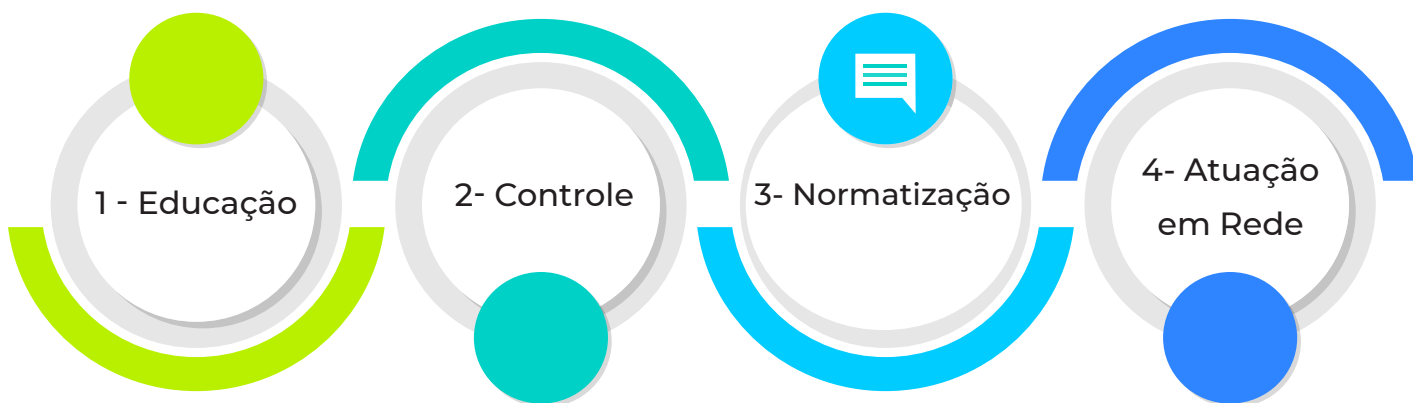 1 - Educação
2- Controle
3- Normatização
4- Atuação
em Rede